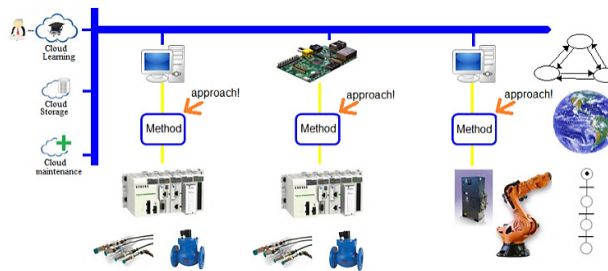 Cloud
Learning
Cloud
Storage
Cloud
maintenance
approach!
Method
approach!
Method
approach!
Method